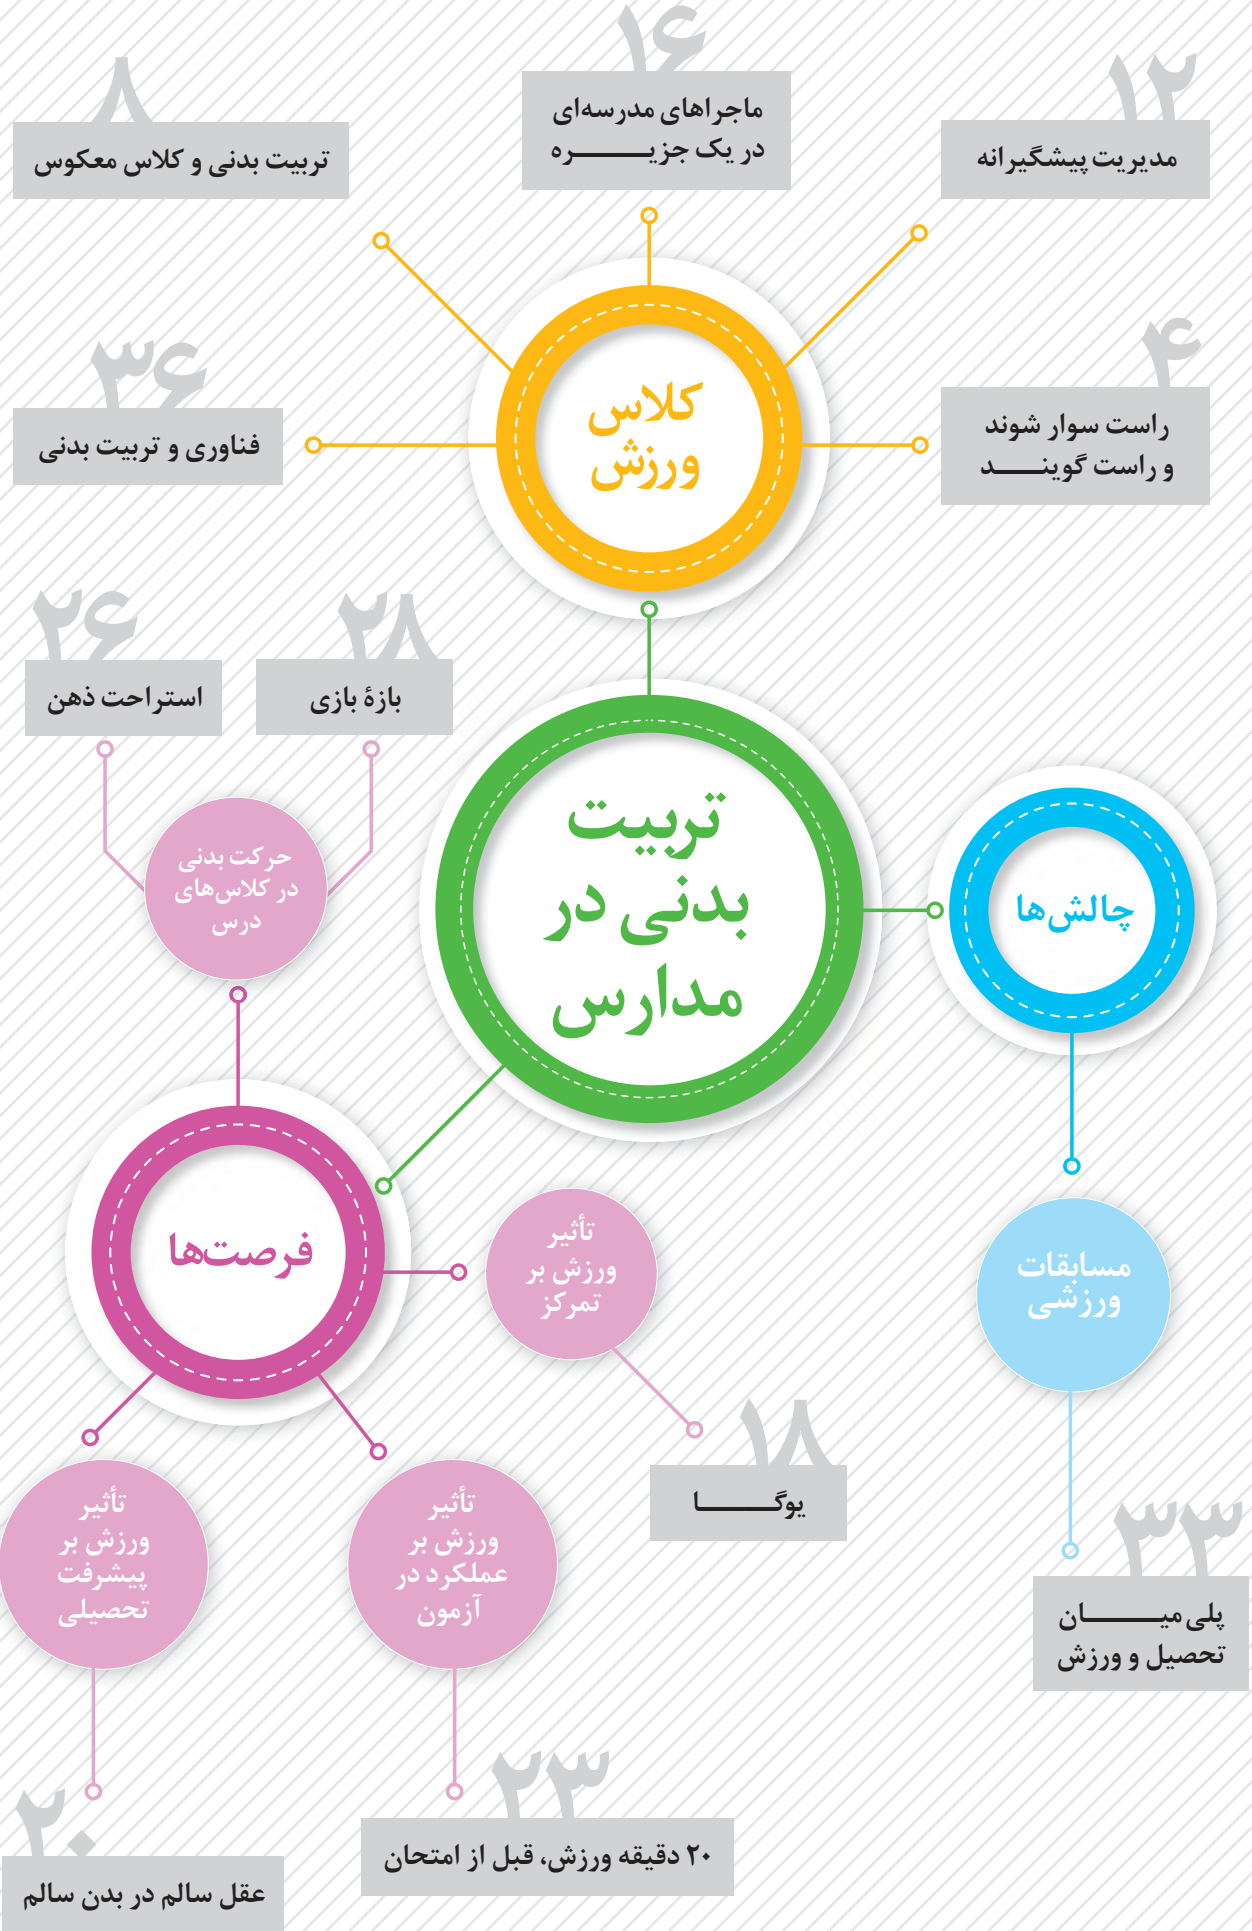 ۱۶
ماجراهای مدرسه‌ای
در یک جزیــــــره
۱۲
مدیریت پیشگیرانه
۸
تربیت بدنی و کلاس معکوس
۴
راست سوار شوند
و راست گوینــــد
۳۶
فناوری و تربیت بدنی
کلاس
ورزش
۲۸
بازهٔ بازی
۲۶
استراحت ذهن
تربیت
بدنی در
مدارس
چالش‌ها
حرکت بدنی
در کلاس‌های
درس
فرصت‌ها
تأثیر
ورزش بر
تمرکز
مسابقات
ورزشی
۱۸
یوگــــــا
۳۳
پلی میــــــان
تحصیل و ورزش
تأثیر
ورزش بر
عملکرد در
آزمون
تأثیر
ورزش بر
پیشرفت
تحصیلی
۲۳
۲۰ دقیقه ورزش، قبل از امتحان
۲۰
عقل سالم در بدن سالم